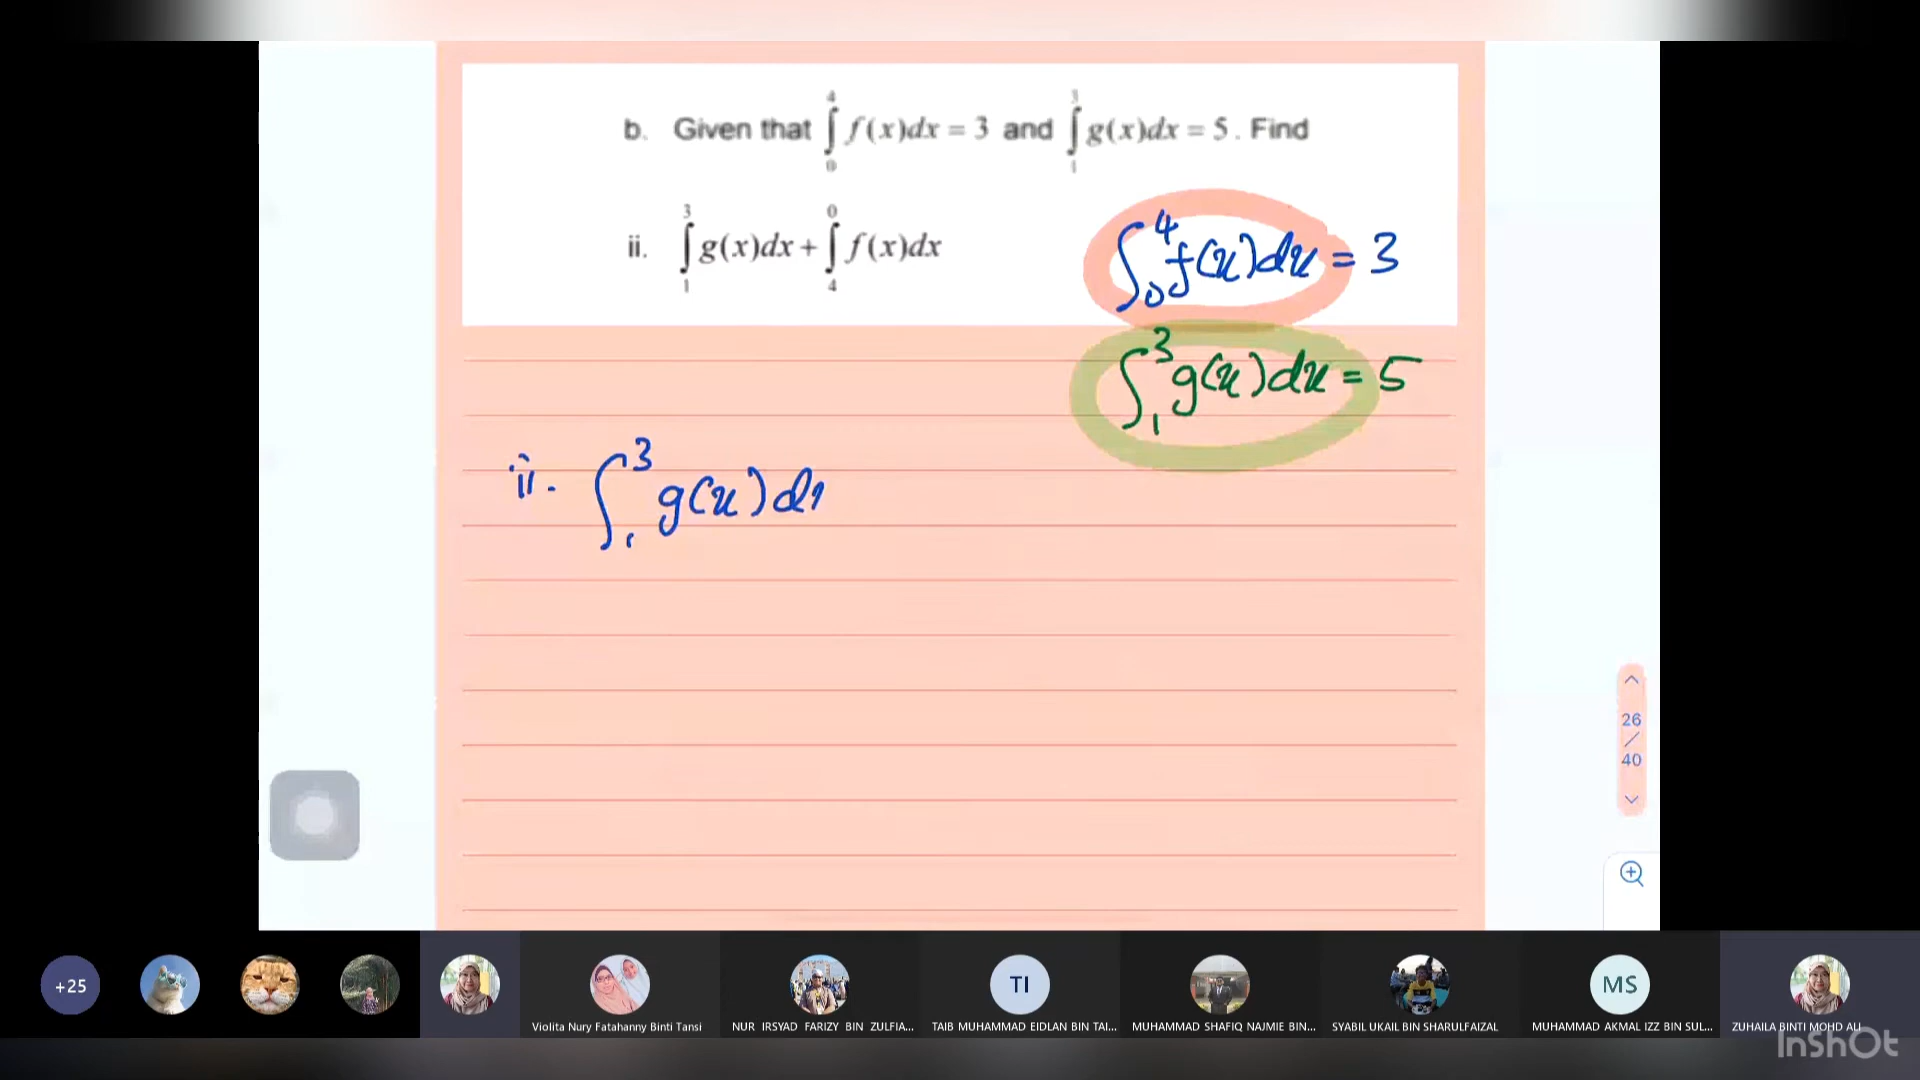 b. Given that ∫₀⁴ f(x)dx = 3 and ∫₁³ g(x)dx = 5. Find
ii. ∫₁³ g(x)dx + ∫₄⁰ f(x)dx
∫₀⁴ f(x)dx = 3
∫₁³ g(x)dx = 5
ii. ∫₁³ g(x)d
26
/
40
+25
TI
MS
Violita Nury Fatahanny Binti Tansi
NUR IRSYAD FARIZY BIN ZULFIA...
TAIB MUHAMMAD EIDLAN BIN TAI...
MUHAMMAD SHAFIQ NAJMIE BIN...
SYABIL UKAIL BIN SHARULFAIZAL
MUHAMMAD AKMAL IZZ BIN SUL...
ZUHAILA BINTI MOHD ALI
InShOt